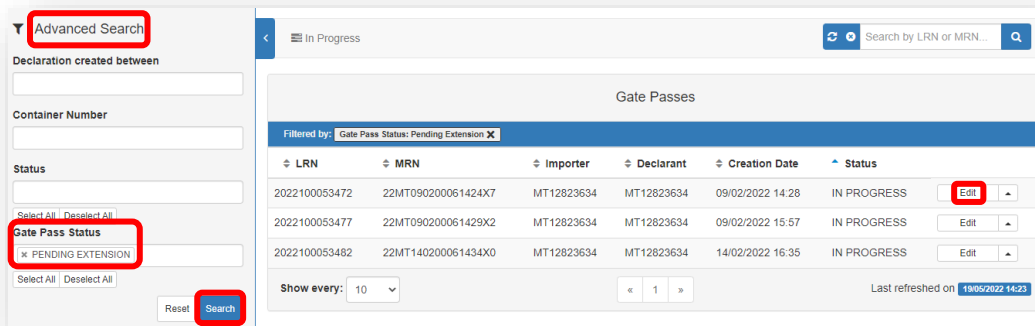 Advanced Search
Declaration created between
Container Number
Status
Select All Deselect All
Gate Pass Status
× PENDING EXTENSION
Select All Deselect All
Reset Search
In Progress
Search by LRN or MRN...
Gate Passes
Filtered by: Gate Pass Status: Pending Extension X
LRN MRN Importer Declarant Creation Date Status
2022100053472 22MT090200061424X7 MT12823634 MT12823634 09/02/2022 14:28 IN PROGRESS Edit
2022100053477 22MT090200061429X2 MT12823634 MT12823634 09/02/2022 15:57 IN PROGRESS Edit
2022100053482 22MT140200061434X0 MT12823634 MT12823634 14/02/2022 16:35 IN PROGRESS Edit
Show every: 10 « 1 » Last refreshed on 19/05/2022 14:23